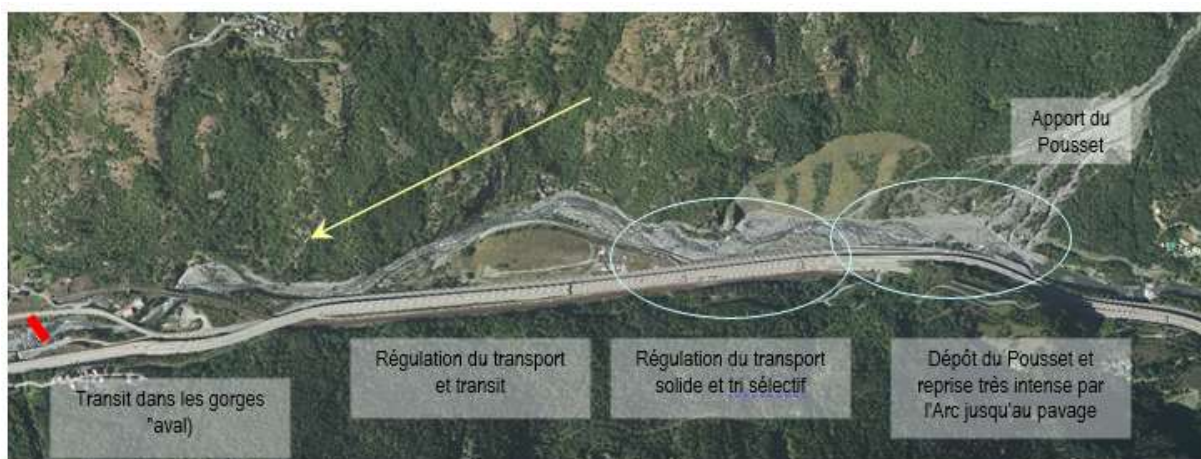 Apport du
Pousset
Régulation du transport
et transit
Régulation du transport
solide et tri sélectif
Dépôt du Pousset et
reprise très intense par
l'Arc jusqu'au pavage
Transit dans les gorges
"aval)